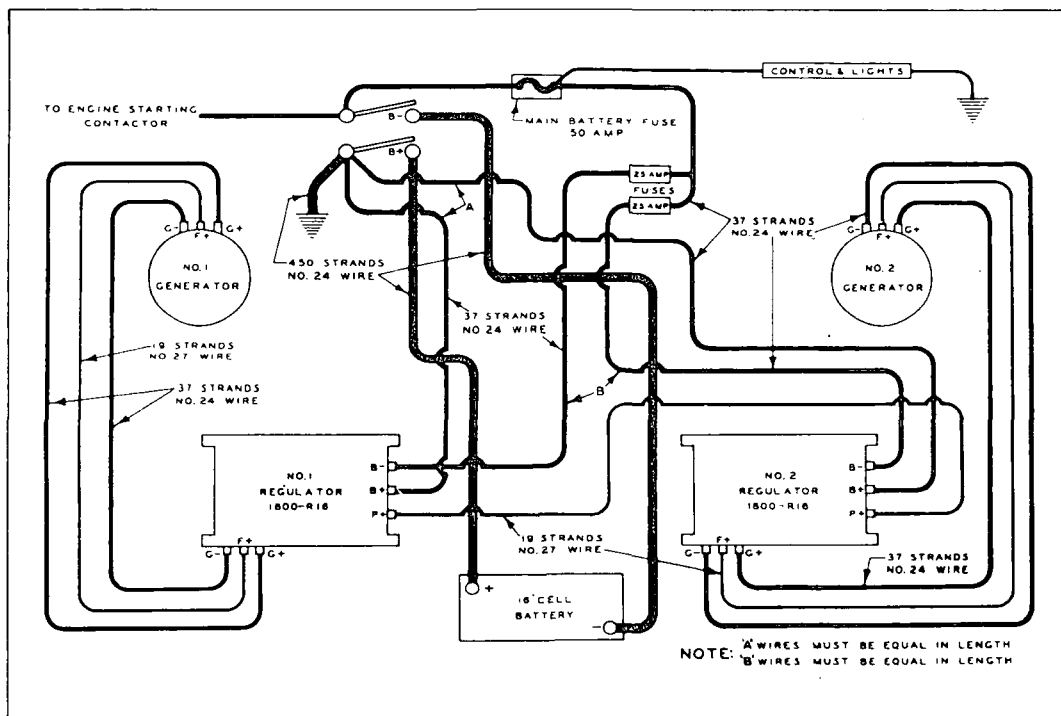 CONTROL & LIGHTS
TO ENGINE STARTING
CONTACTOR
B-
MAIN BATTERY FUSE
50 AMP
B+
25 AMP
FUSES
25 AMP
A
37 STRANDS
NO. 24 WIRE
G- F+ G+
NO. 1
GENERATOR
450 STRANDS
NO. 24 WIRE
G- F+ G+
NO. 2
GENERATOR
37 STRANDS
NO. 24 WIRE
19 STRANDS
NO. 27 WIRE
B
37 STRANDS
NO. 24 WIRE
NO. 1
REGULATOR
1800-R16
B-
B+
P+
G- F+ G+
NO. 2
REGULATOR
1800-R16
B-
B+
P+
G- F+ G+
19 STRANDS
NO. 27 WIRE
37 STRANDS
NO. 24 WIRE
+
16 CELL
BATTERY
-
NOTE: 'A' WIRES MUST BE EQUAL IN LENGTH
'B' WIRES MUST BE EQUAL IN LENGTH